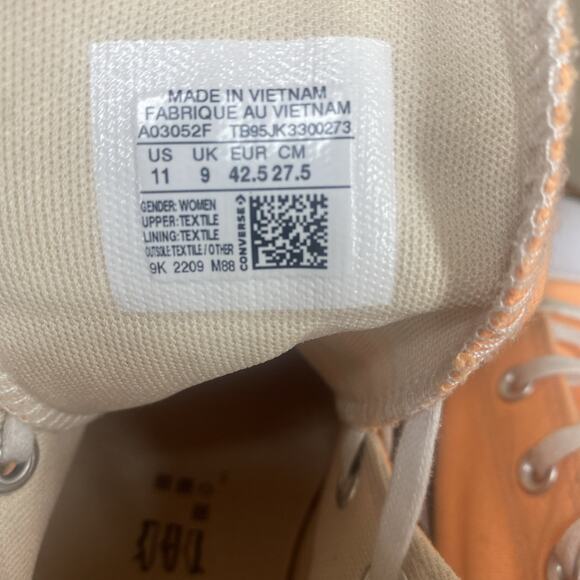 MADE IN VIETNAM
FABRIQUE AU VIETNAM
A03052F TB95JK3300273
US UK EUR CM
11 9 42.5 27.5
GENDER: WOMEN
UPPER: TEXTILE
LINING: TEXTILE
OUTSOLE: TEXTILE / OTHER
9K 2209 M88
CONVERSE